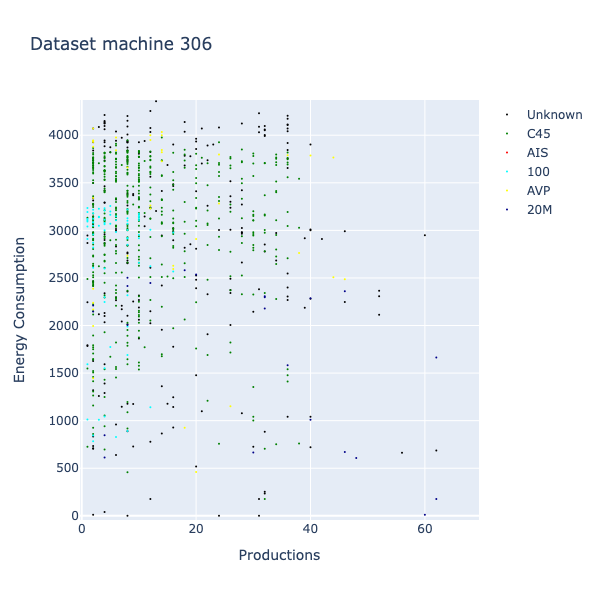 Dataset machine 306
Unknown
C45
AIS
100
AVP
20M
4000
3500
3000
2500
2000
1500
1000
500
0
0 20 40 60
Energy Consumption
Productions